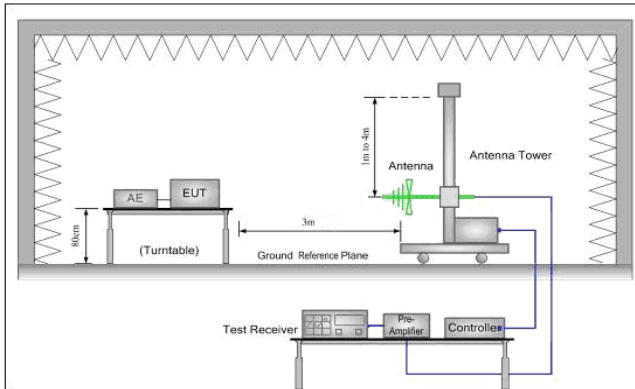 1m to 4m
Antenna
Antenna Tower
AE
EUT
80cm
(Turntable)
3m
Ground Reference Plane
Test Receiver
Pre-
Amplifier
Controller